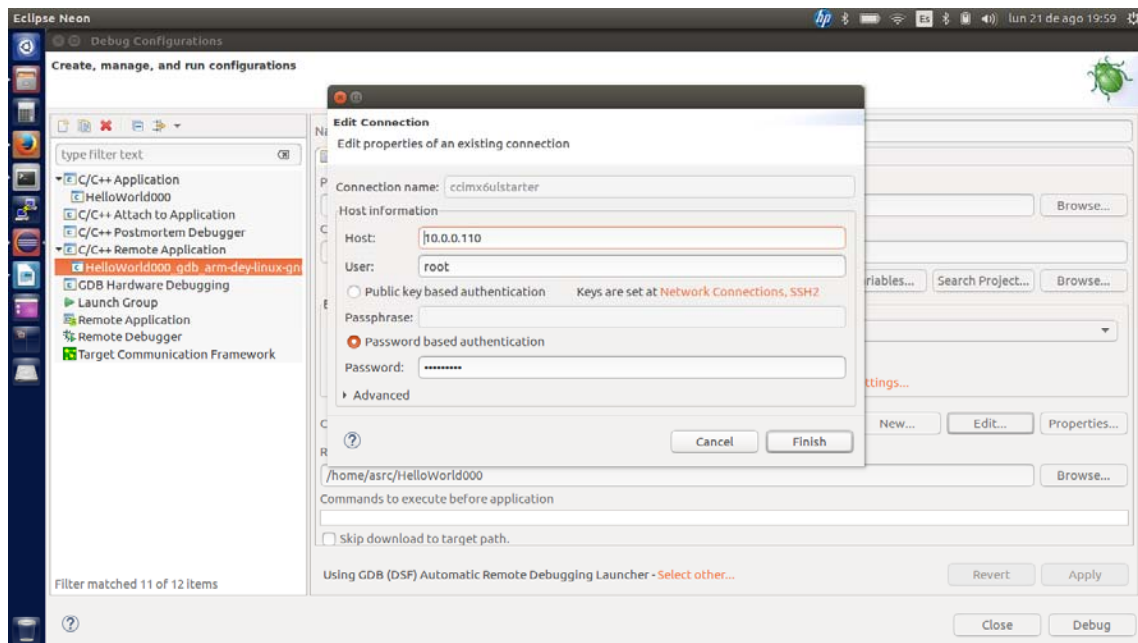 Eclipse Neon
Es
lun 21 de ago 19:59
Debug Configurations
Create, manage, and run configurations
type filter text
C/C++ Application
HelloWorld000
C/C++ Attach to Application
C/C++ Postmortem Debugger
C/C++ Remote Application
HelloWorld000_gdb_arm-dey-linux-gn
GDB Hardware Debugging
Launch Group
Remote Application
Remote Debugger
Target Communication Framework
Filter matched 11 of 12 items
Edit Connection
Edit properties of an existing connection
Connection name: ccimx6ulstarter
Host information
Host: 10.0.0.110
User: root
Public key based authentication Keys are set at Network Connections, SSH2
Passphrase:
Password based authentication
Password:
Advanced
Cancel Finish
Browse...
riables... Search Project... Browse...
ttings...
New... Edit... Properties...
/home/asrc/HelloWorld000 Browse...
Commands to execute before application
Skip download to target path.
Using GDB (DSF) Automatic Remote Debugging Launcher - Select other... Revert Apply
Close Debug